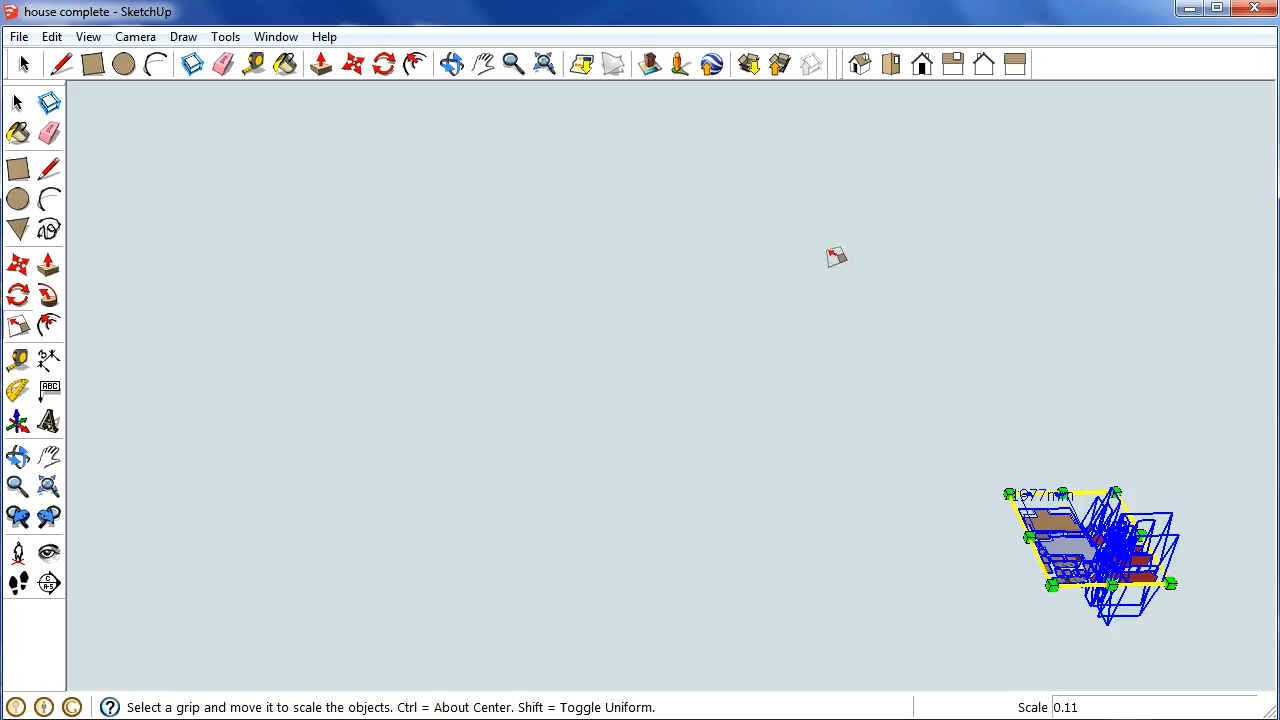 house complete - SketchUp
File Edit View Camera Draw Tools Window Help
ABC
Select a grip and move it to scale the objects. Ctrl = About Center. Shift = Toggle Uniform.
Scale 0.11